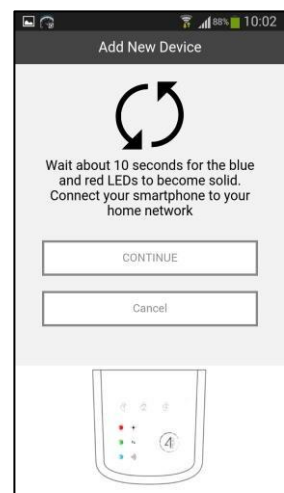 88% 10:02
Add New Device
Wait about 10 seconds for the blue
and red LEDs to become solid.
Connect your smartphone to your
home network
CONTINUE
Cancel
4